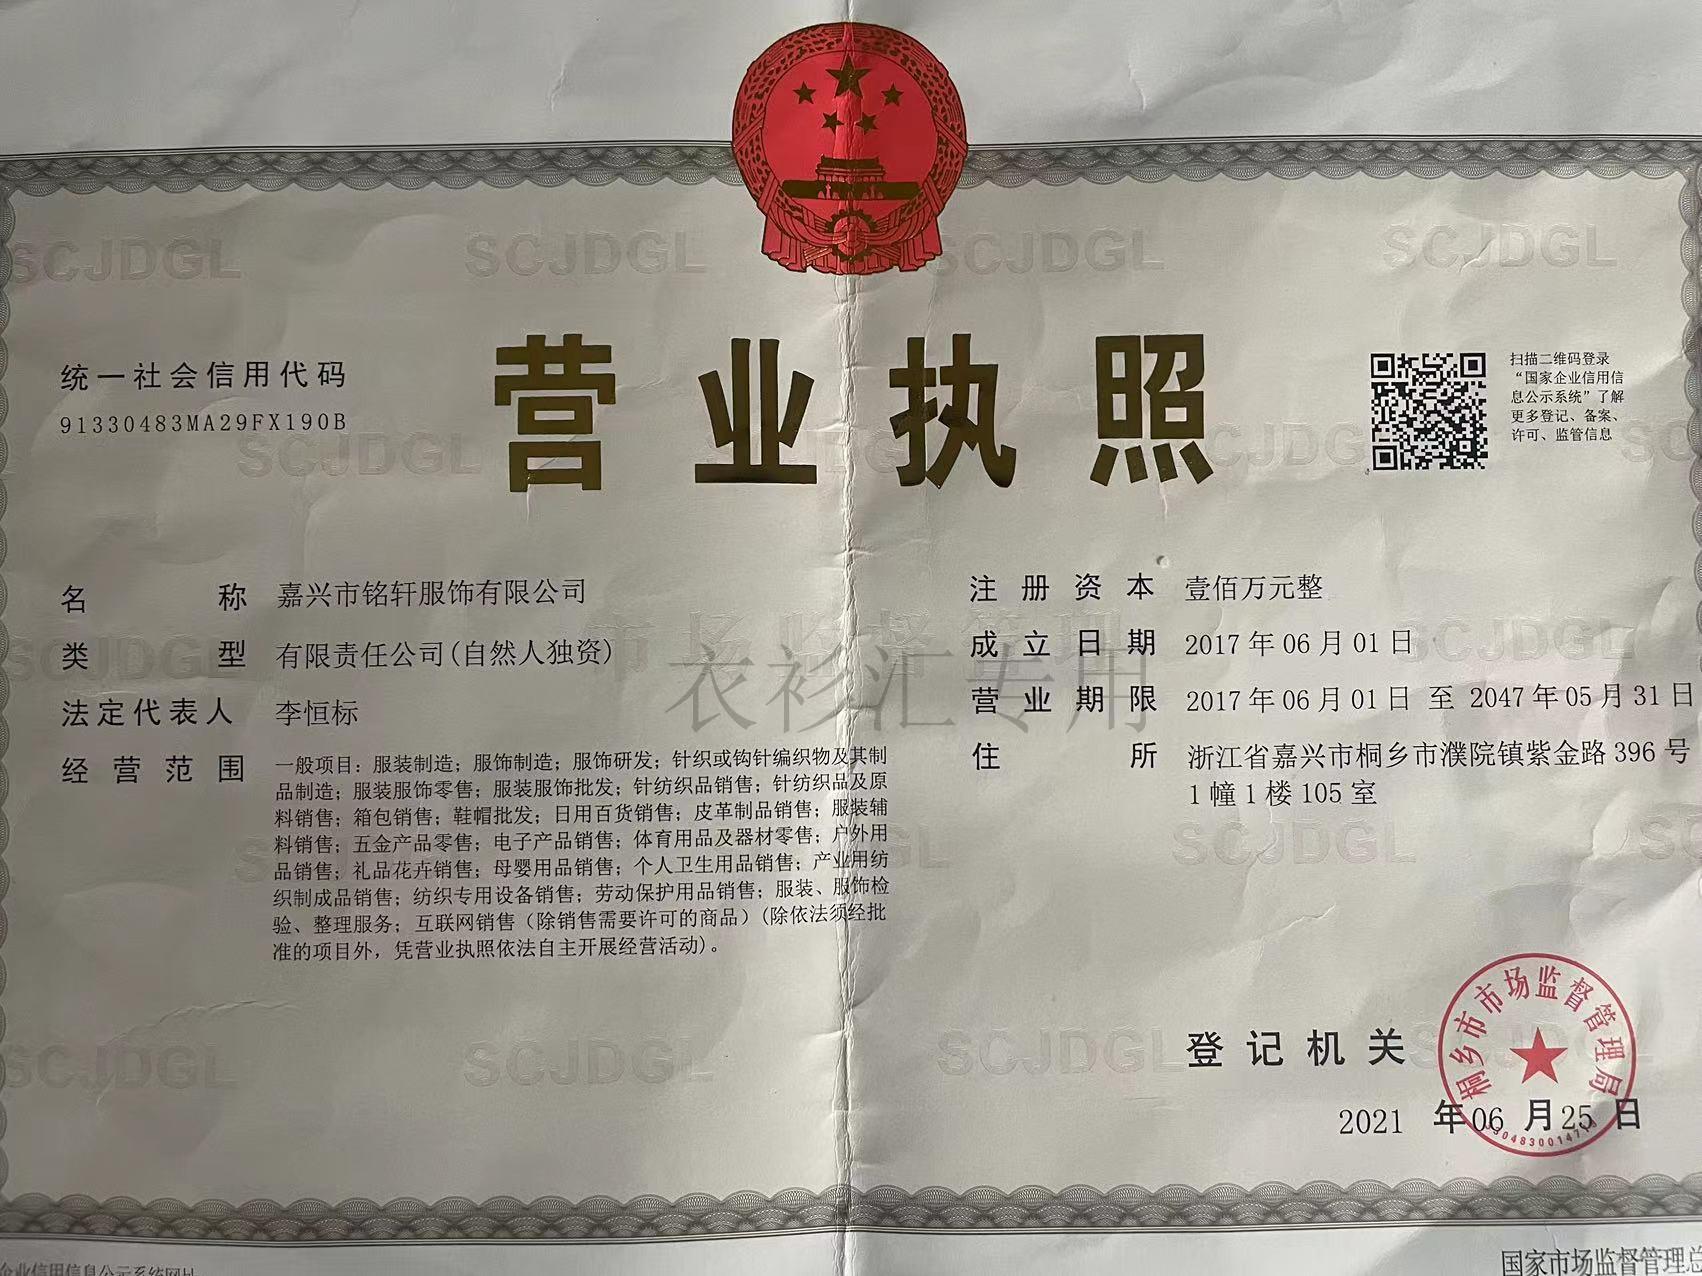 统一社会信用代码
91330483MA29FX190B
营业执照
扫描二维码登录
“国家企业信用信
息公示系统”了解
更多登记、备案、
许可、监管信息
名称 嘉兴市铭轩服饰有限公司
类型 有限责任公司(自然人独资)
法定代表人 李恒标
经营范围 一般项目：服装制造；服饰制造；服饰研发；针织或钩针编织物及其制
品制造；服装服饰零售；服装服饰批发；针纺织品销售；针纺织品及原
料销售；箱包销售；鞋帽批发；日用百货销售；皮革制品销售；服装辅
料销售；五金产品零售；电子产品销售；体育用品及器材零售；户外用
品销售；礼品花卉销售；母婴用品销售；个人卫生用品销售；产业用纺
织制成品销售；纺织专用设备销售；劳动保护用品销售；服装、服饰检
验、整理服务；互联网销售（除销售需要许可的商品）(除依法须经批
准的项目外，凭营业执照依法自主开展经营活动)。
注册资本 壹佰万元整
成立日期 2017年06月01日
营业期限 2017年06月01日 至 2047年05月31日
住所 浙江省嘉兴市桐乡市濮院镇紫金路396号
1幢1楼105室
衣衫汇专用
登记机关
桐乡市市场监督管理局
2021年06月25日
SCJDGL SCJDGL SCJDGL SCJDGL
国家市场监督管理总